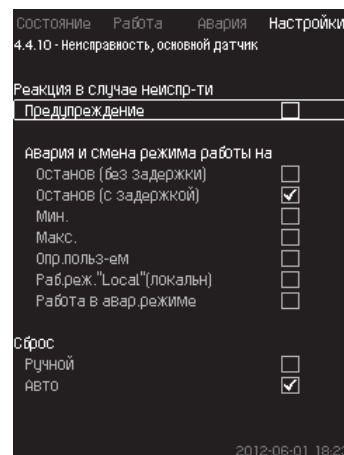 Состояние Работа Авария Настройки
4.4.10 - Неисправность, основной датчик
Реакция в случае неиспр-ти
Предупреждение
Авария и смена режима работы на
Останов (без задержки)
Останов (с задержкой)
Мин.
Макс.
Опр.польз-ем
Раб.реж."Local"(локальн)
Работа в авар.режиме
Сброс
Ручной
Авто
2012-06-01 18:22